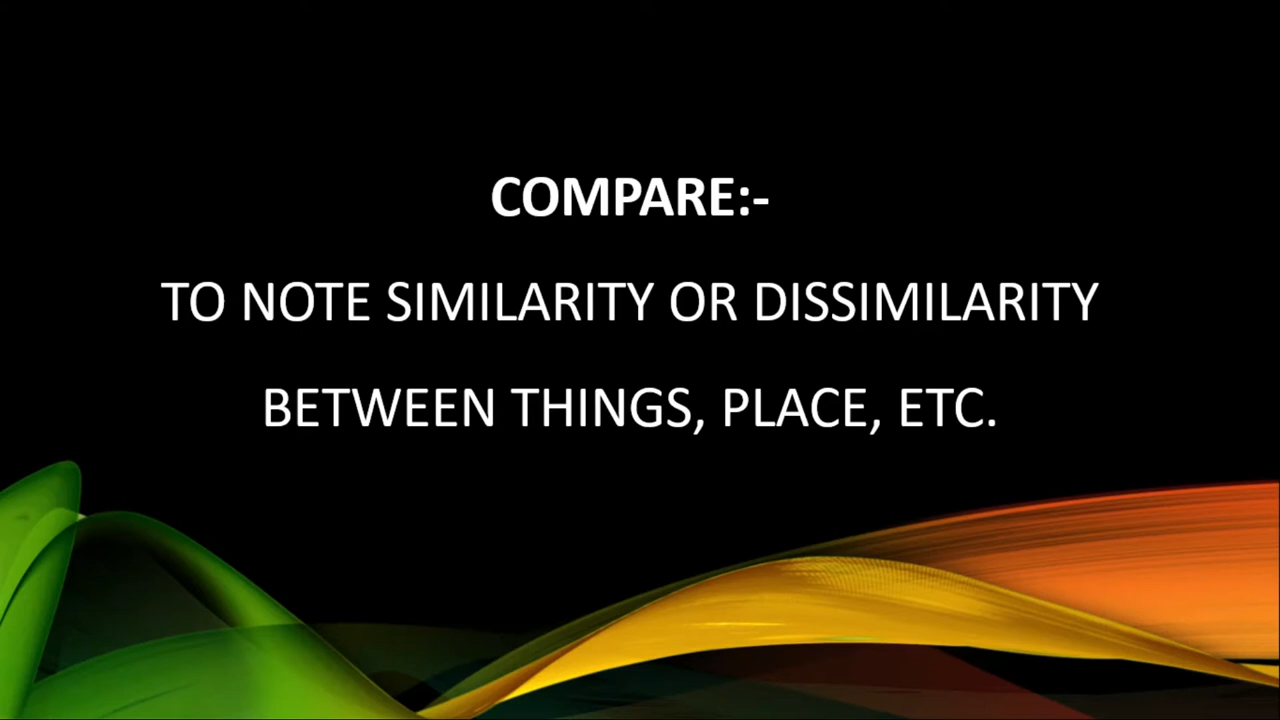 COMPARE:-
TO NOTE SIMILARITY OR DISSIMILARITY
BETWEEN THINGS, PLACE, ETC.